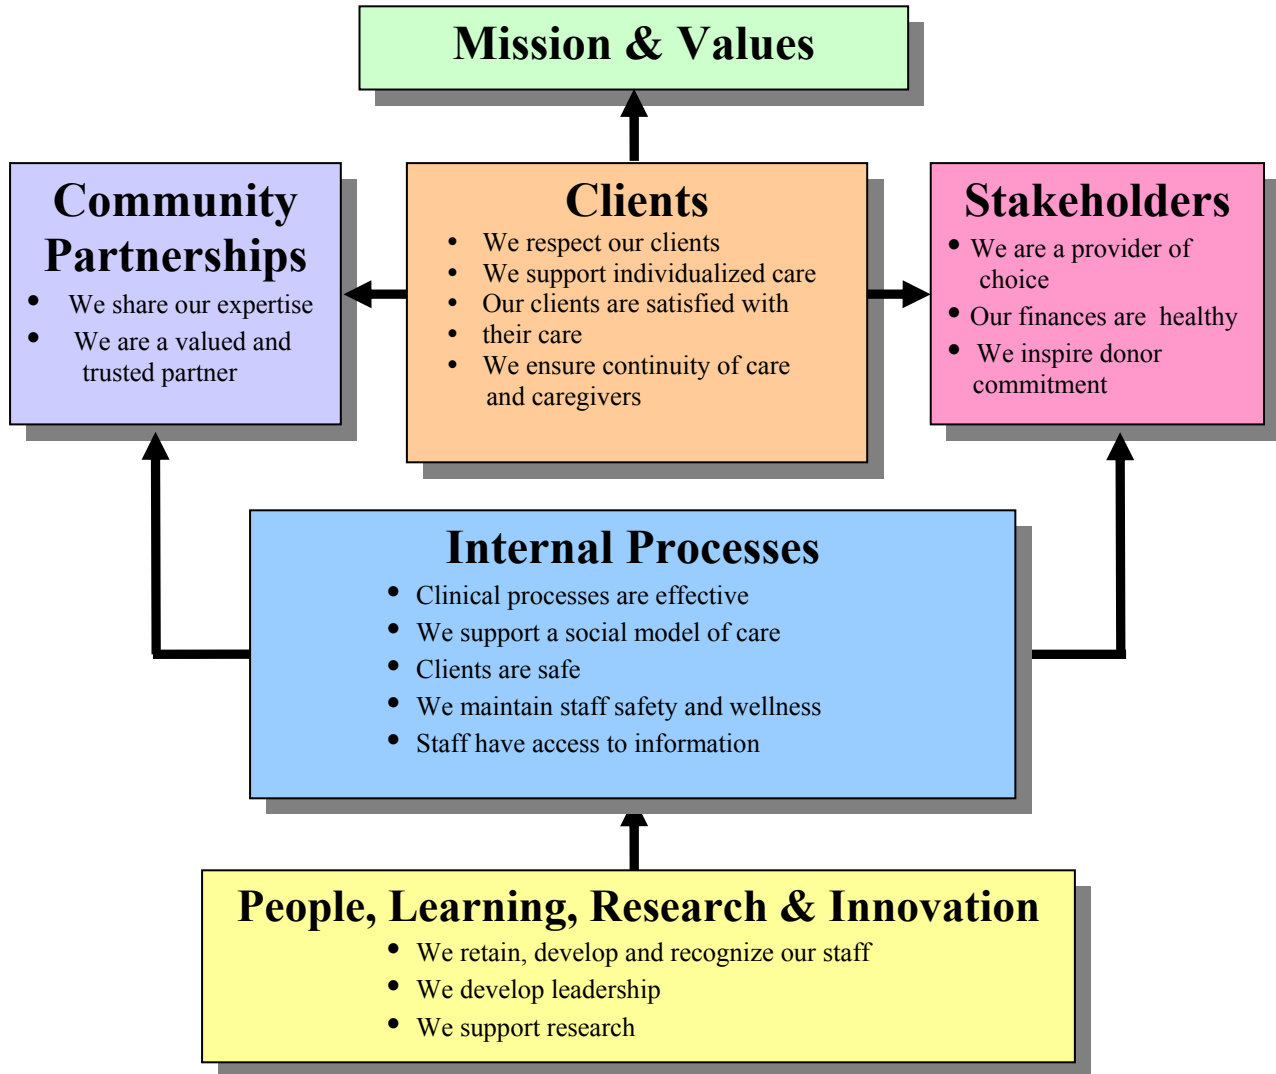 Mission & Values
Community
Partnerships
• We share our expertise
• We are a valued and
trusted partner
Clients
• We respect our clients
• We support individualized care
• Our clients are satisfied with
• their care
• We ensure continuity of care
and caregivers
Stakeholders
• We are a provider of
choice
• Our finances are  healthy
• We inspire donor
commitment
Internal Processes
• Clinical processes are effective
• We support a social model of care
• Clients are safe
• We maintain staff safety and wellness
• Staff have access to information
People, Learning, Research & Innovation
• We retain, develop and recognize our staff
• We develop leadership
• We support research